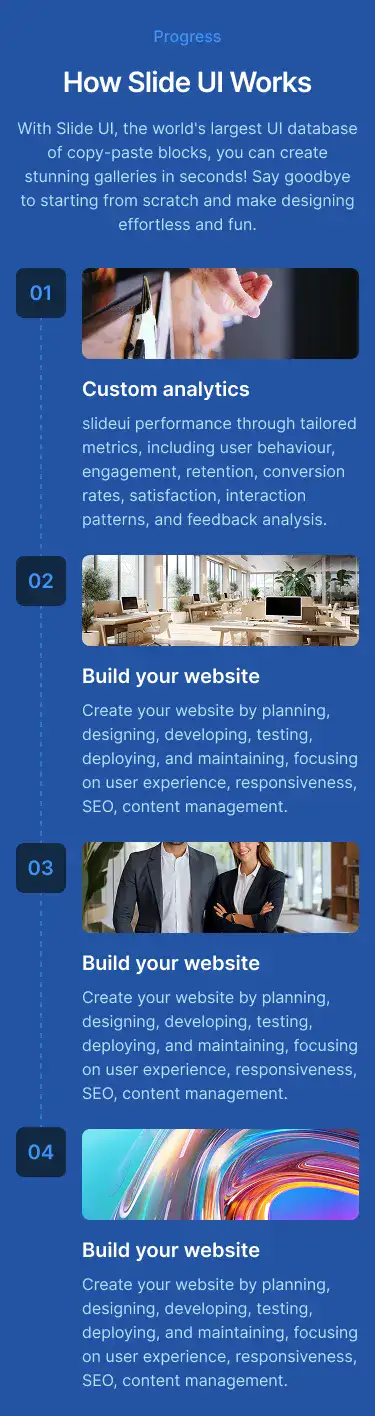 Progress
How Slide UI Works
With Slide UI, the world's largest UI database
of copy-paste blocks, you can create
stunning galleries in seconds! Say goodbye
to starting from scratch and make designing
effortless and fun.
01
Custom analytics
slideui performance through tailored
metrics, including user behaviour,
engagement, retention, conversion
rates, satisfaction, interaction
patterns, and feedback analysis.
02
Build your website
Create your website by planning,
designing, developing, testing,
deploying, and maintaining, focusing
on user experience, responsiveness,
SEO, content management.
03
Build your website
Create your website by planning,
designing, developing, testing,
deploying, and maintaining, focusing
on user experience, responsiveness,
SEO, content management.
04
Build your website
Create your website by planning,
designing, developing, testing,
deploying, and maintaining, focusing
on user experience, responsiveness,
SEO, content management.